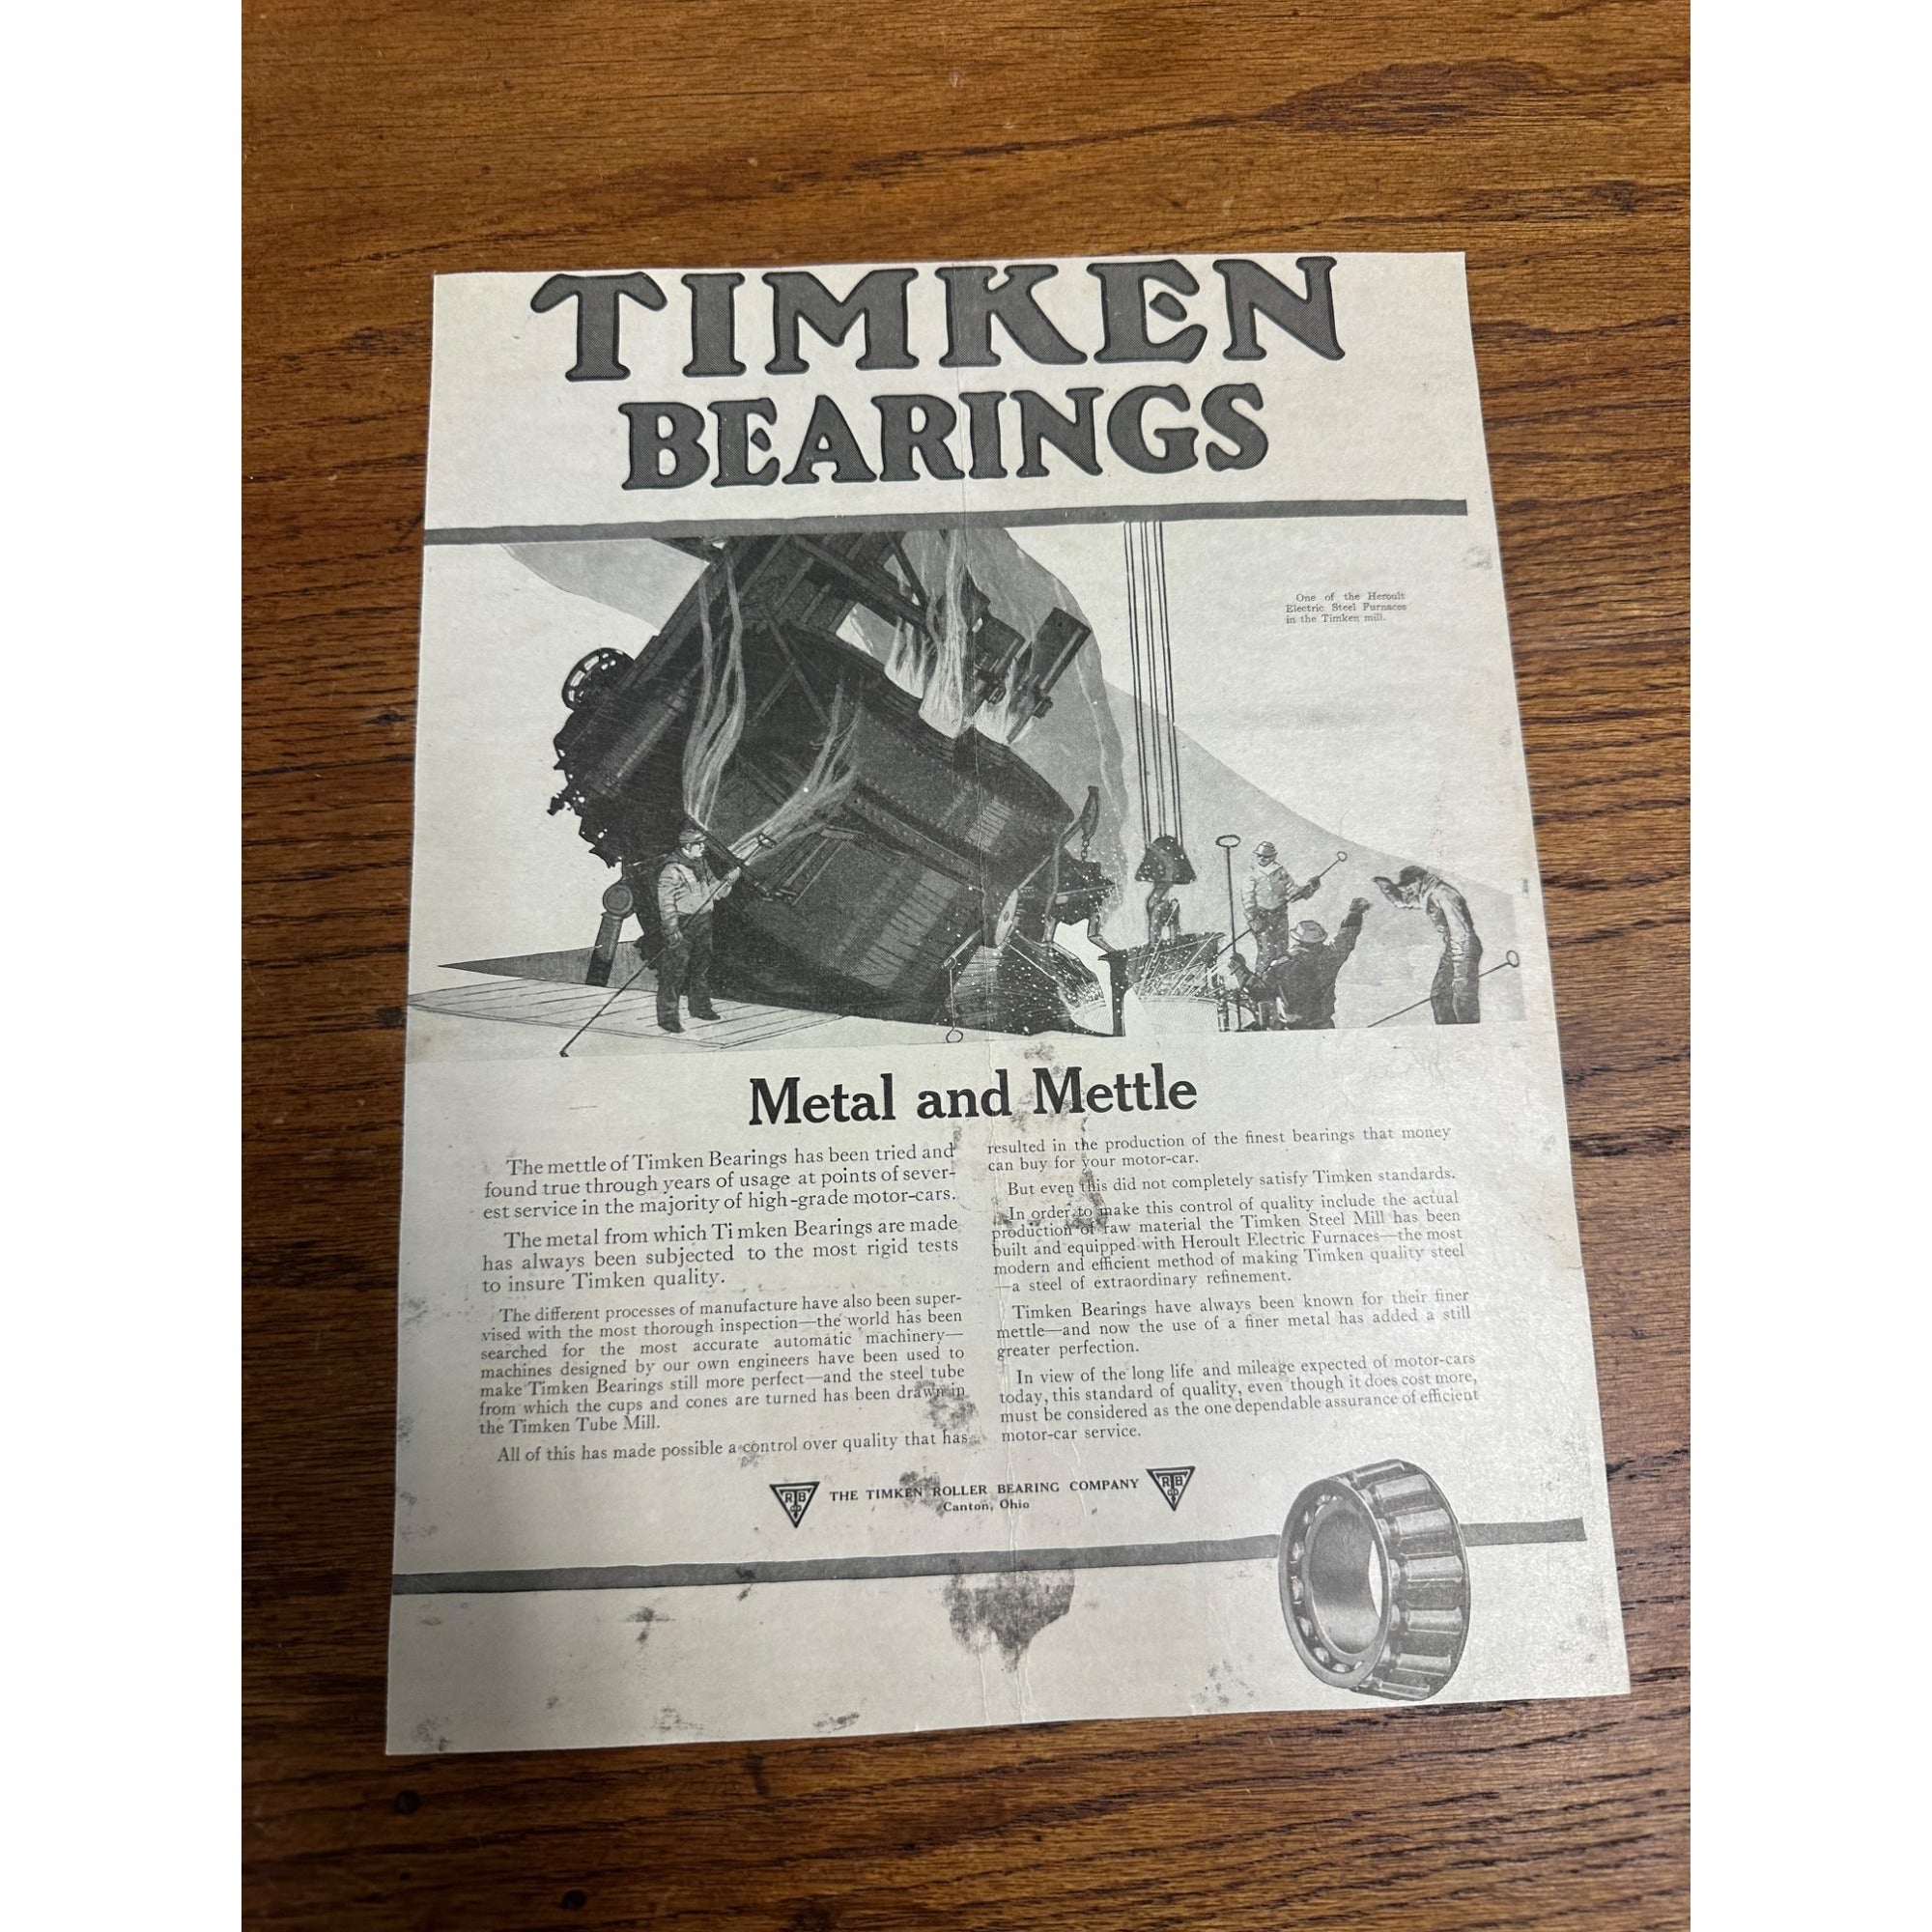 TIMKEN
BEARINGS
One of the Heroult
Electric Steel Furnaces
in the Timken mill.
Metal and Mettle
The mettle of Timken Bearings has been tried and
found true through years of usage at points of sever-
est service in the majority of high-grade motor-cars.
The metal from which Timken Bearings are made
has always been subjected to the most rigid tests
to insure Timken quality.
The different processes of manufacture have also been super-
vised with the most thorough inspection—the world has been
searched for the most accurate automatic machinery—
machines designed by our own engineers have been used to
make Timken Bearings still more perfect—and the steel tube
from which the cups and cones are turned has been drawn in
the Timken Tube Mill.
All of this has made possible a control over quality that has
resulted in the production of the finest bearings that money
can buy for your motor-car.
But even this did not completely satisfy Timken standards.
In order to make this control of quality include the actual
production of raw material the Timken Steel Mill has been
built and equipped with Heroult Electric Furnaces—the most
modern and efficient method of making Timken quality steel
—a steel of extraordinary refinement.
Timken Bearings have always been known for their finer
mettle—and now the use of a finer metal has added a still
greater perfection.
In view of the long life and mileage expected of motor-cars
today, this standard of quality, even though it does cost more,
must be considered as the one dependable assurance of efficient
motor-car service.
RTB
THE TIMKEN ROLLER BEARING COMPANY
RTB
Canton, Ohio